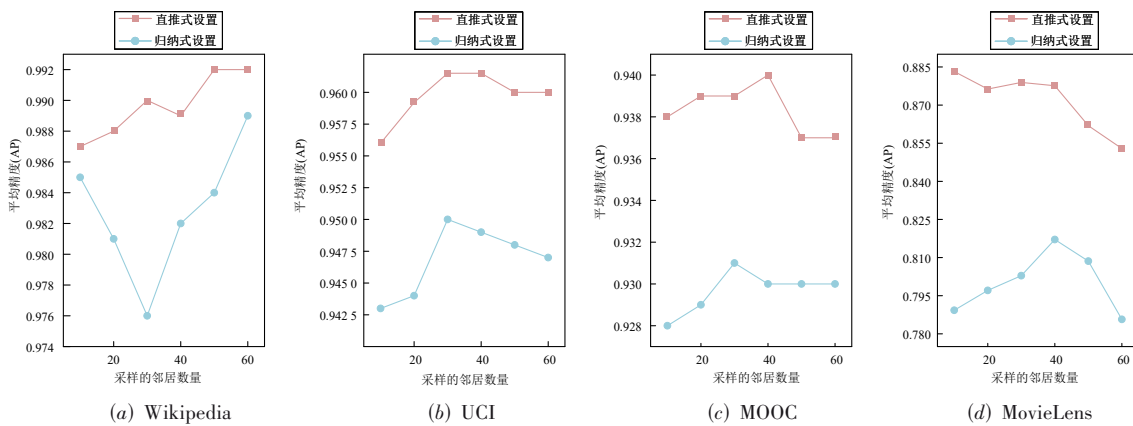 直推式设置
归纳式设置
平均精度(AP)
0.992
0.990
0.988
0.986
0.984
0.982
0.980
0.978
0.976
0.974
20
40
60
采样的邻居数量
(a) Wikipedia
直推式设置
归纳式设置
平均精度(AP)
0.960 0
0.957 5
0.955 0
0.952 5
0.950 0
0.947 5
0.945 0
0.942 5
20
40
60
采样的邻居数量
(b) UCI
直推式设置
归纳式设置
平均精度(AP)
0.940
0.938
0.936
0.934
0.932
0.930
0.928
20
40
60
采样的邻居数量
(c) MOOC
直推式设置
归纳式设置
平均精度(AP)
0.885
0.870
0.855
0.840
0.825
0.810
0.795
0.780
20
40
60
采样的邻居数量
(d) MovieLens